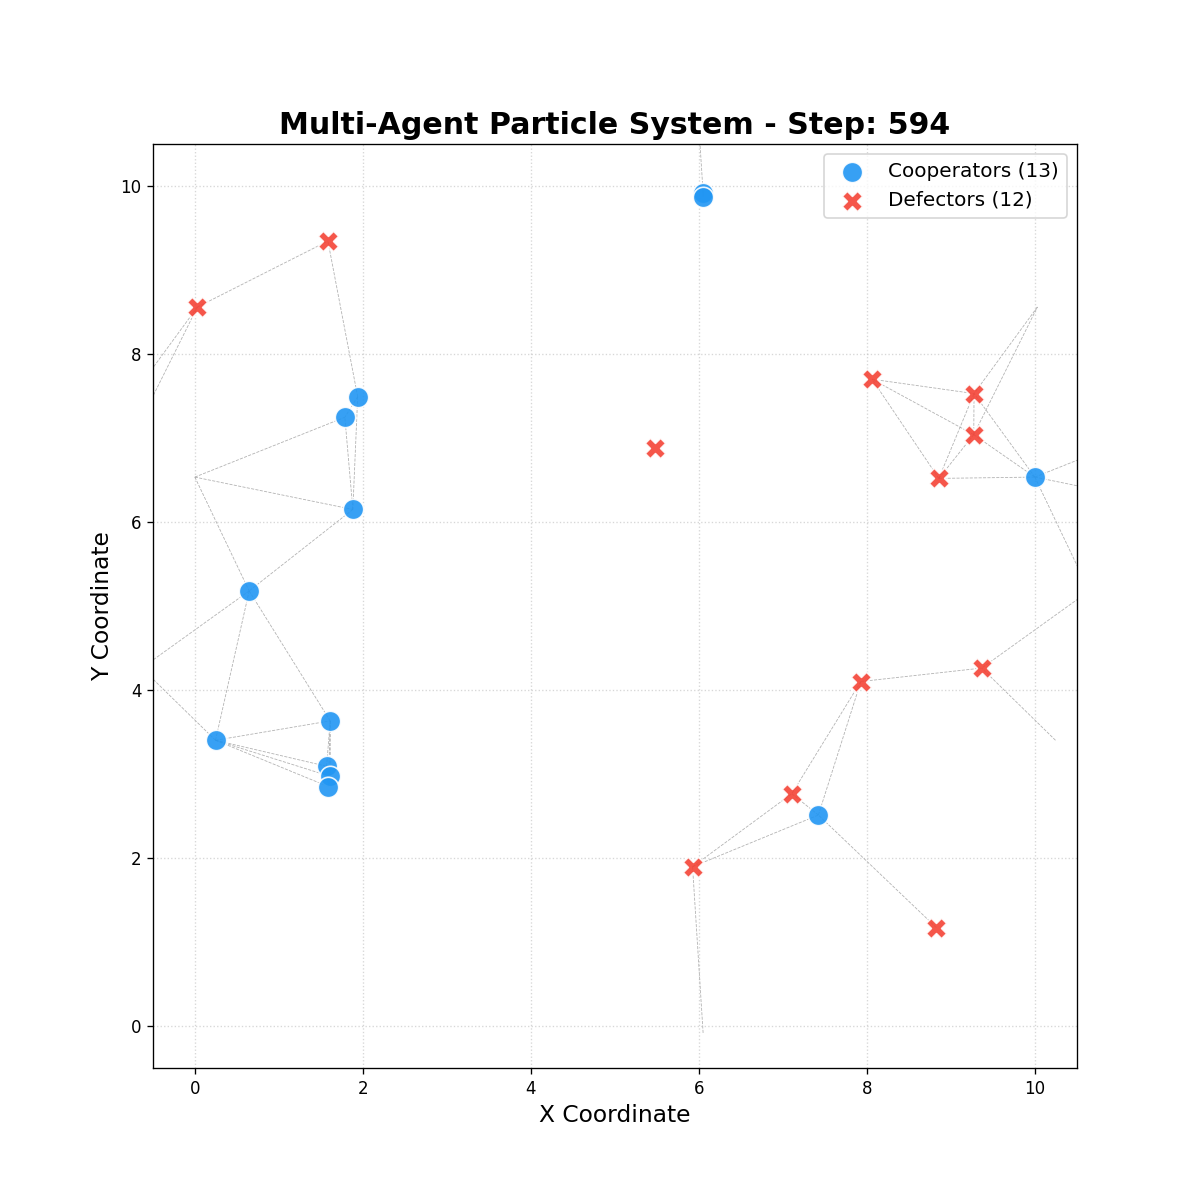 Multi-Agent Particle System - Step: 594
Cooperators (13)
Defectors (12)
10
8
6
4
2
0
Y Coordinate
0 2 4 6 8 10
X Coordinate